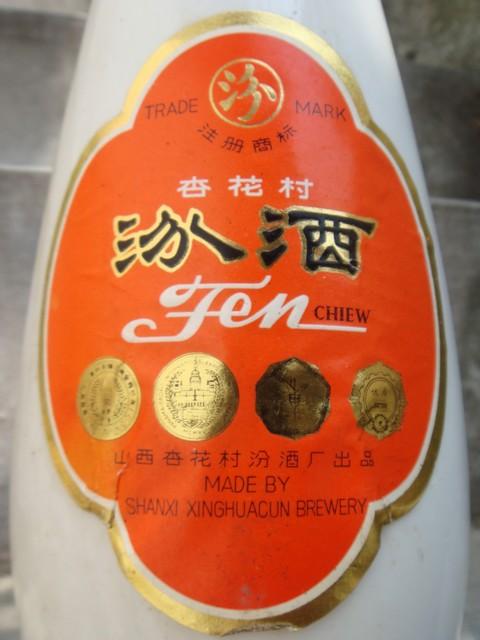 汾
TRADE MARK
注册商标
杏花村
汾酒
Fen CHIEW
山西杏花村汾酒厂出品
MADE BY
SHANXI XINGHUACUN BREWERY